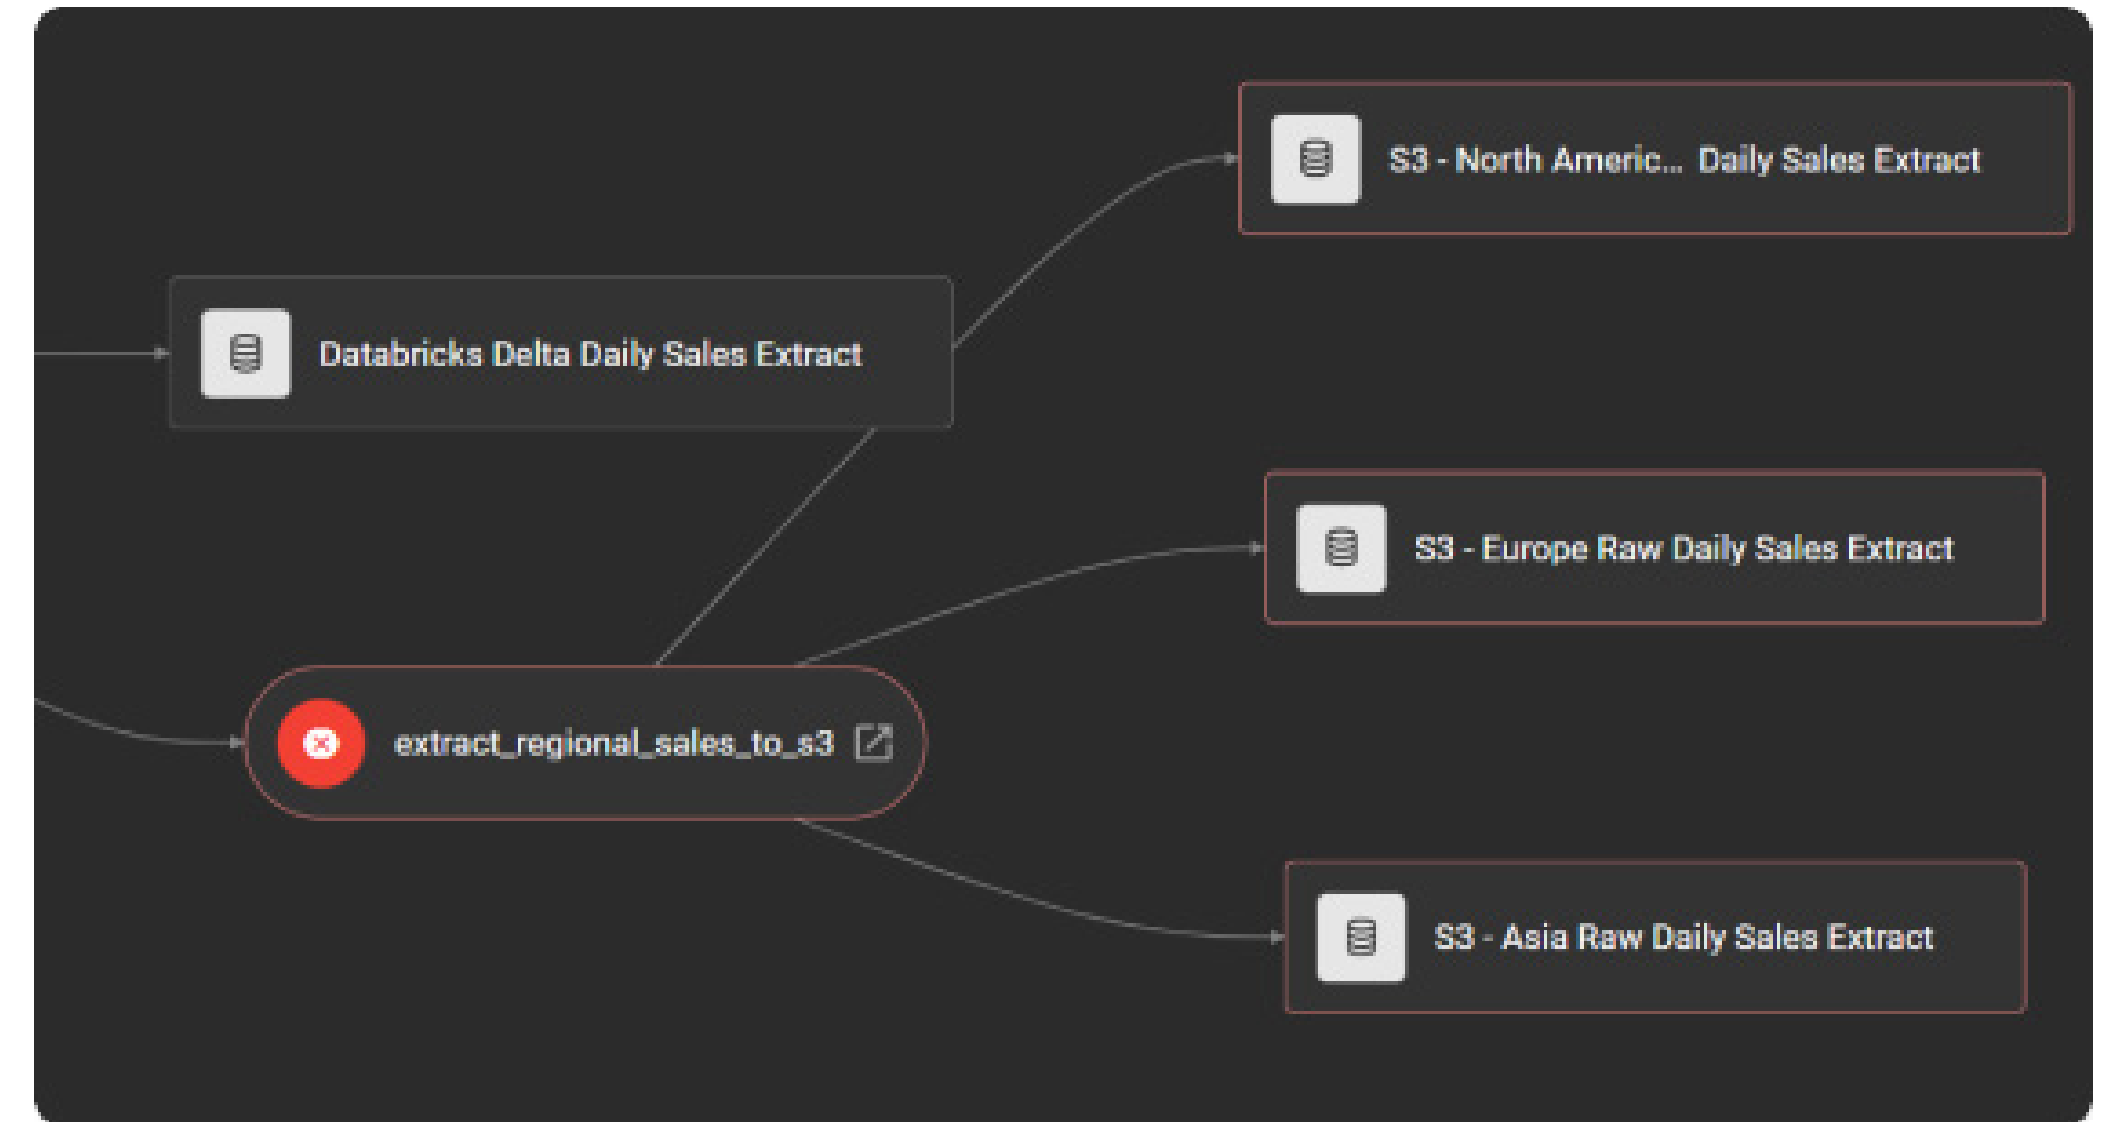 S3 - North Americ... Daily Sales Extract
Databricks Delta Daily Sales Extract
S3 - Europe Raw Daily Sales Extract
extract_regional_sales_to_s3
S3 - Asia Raw Daily Sales Extract